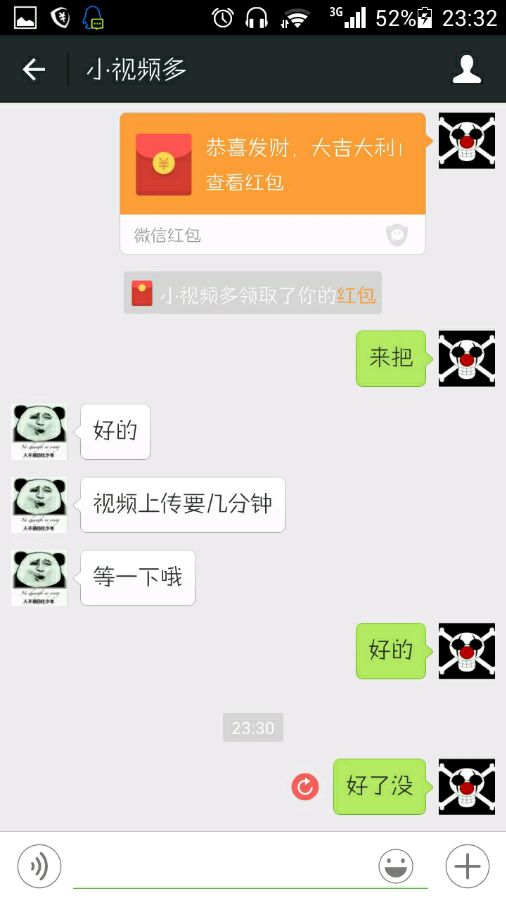 3G 52% 23:32
小视频多
恭喜发财，大吉大利！
查看红包
微信红包
小视频多领取了你的红包
来把
好的
视频上传要几分钟
等一下哦
好的
23:30
好了没